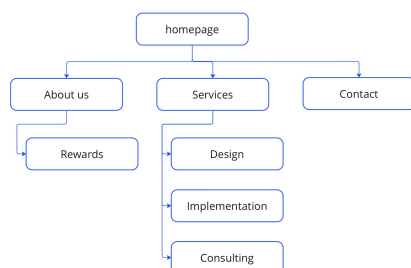 homepage
About us
Services
Contact
Rewards
Design
Implementation
Consulting